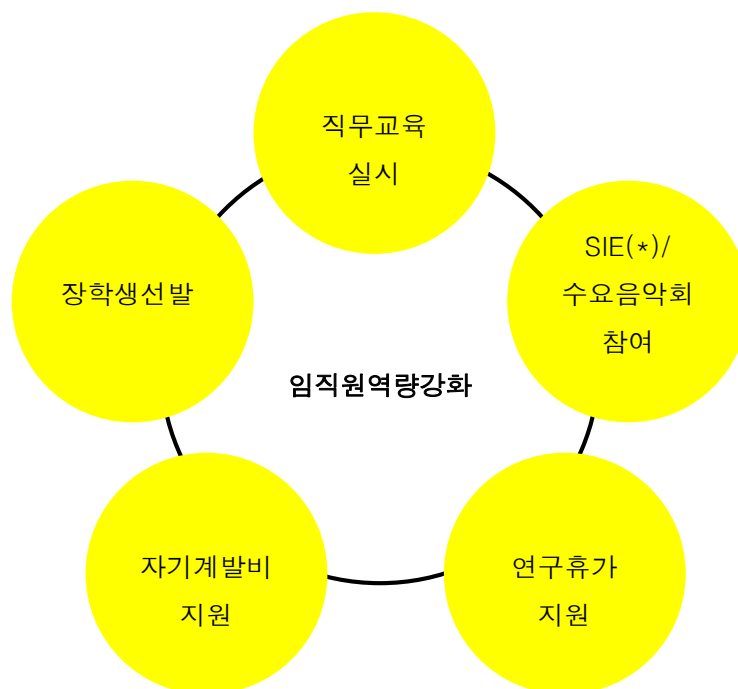 직무교육
실시
SIE(*)/
수요음악회
참여
장학생선발
임직원역량강화
자기계발비
지원
연구휴가
지원